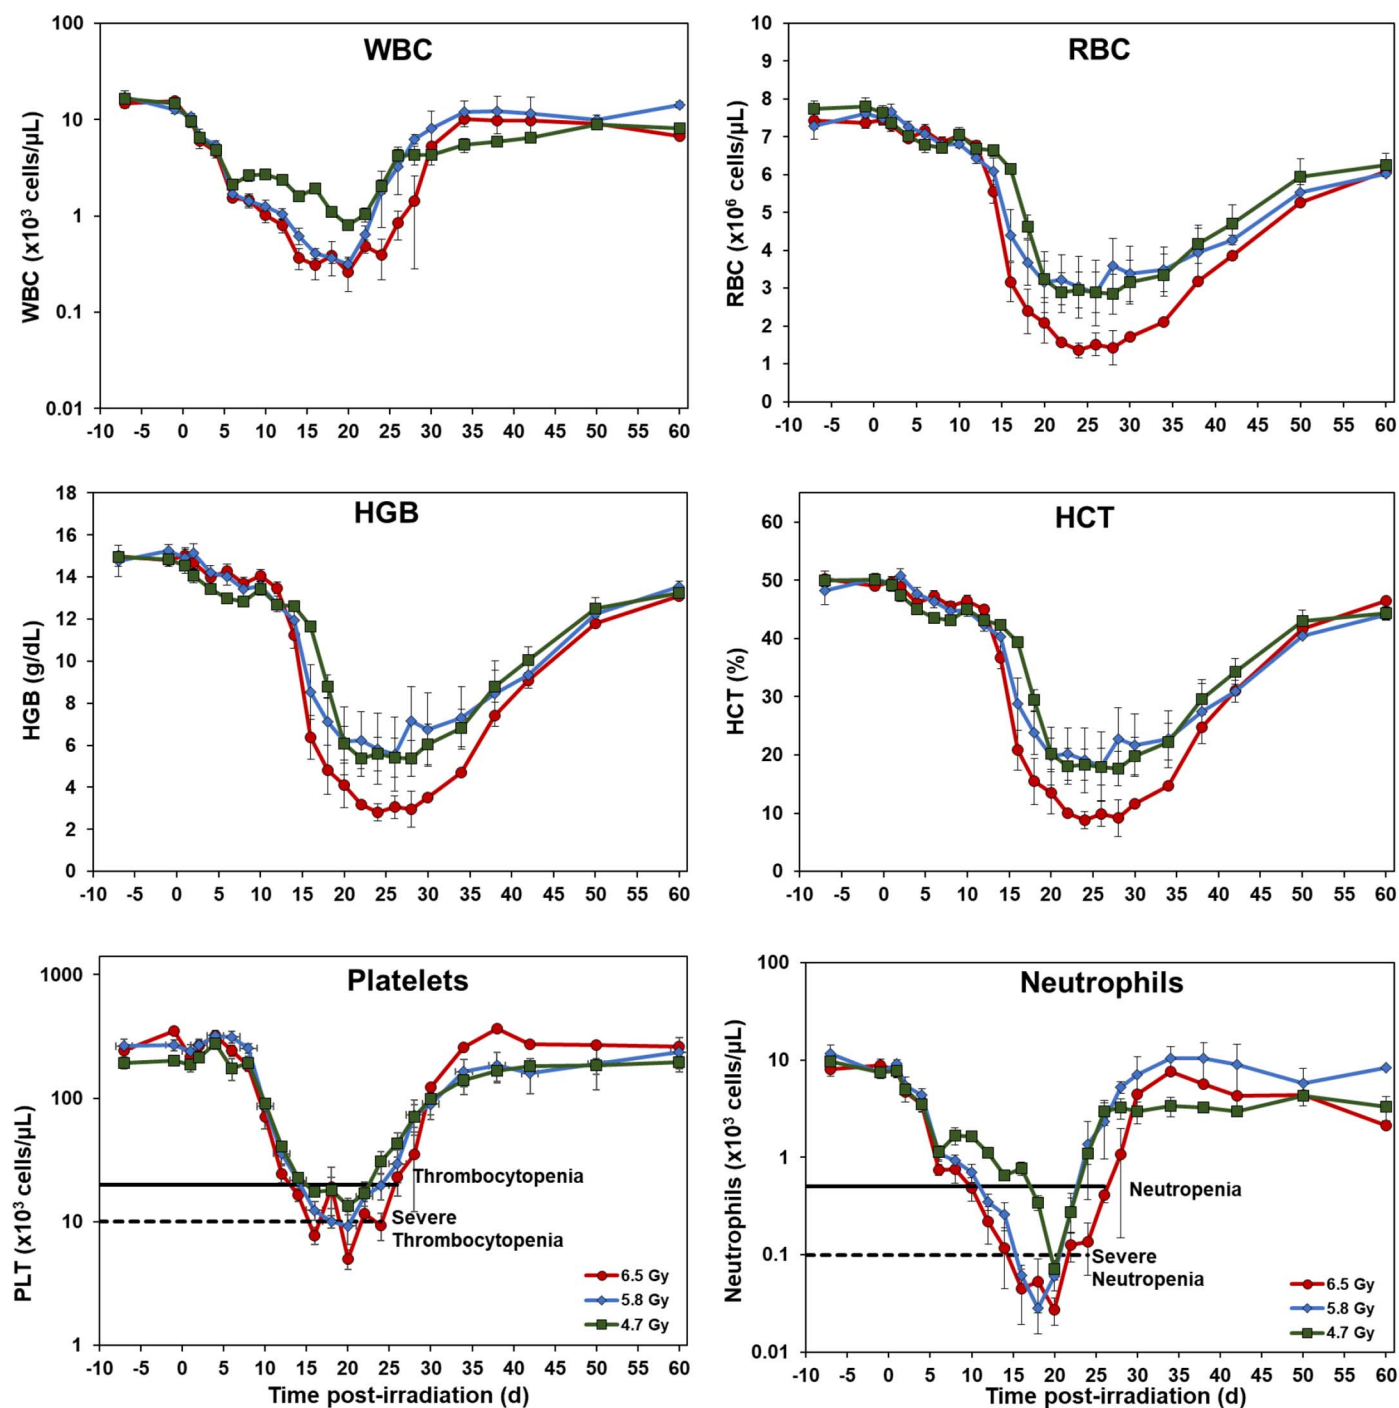 WBC
WBC (x10³ cells/µL)
100
10
1
0.1
0.01
-10 -5 0 5 10 15 20 25 30 35 40 45 50 55 60
RBC
RBC (x10⁶ cells/µL)
10
9
8
7
6
5
4
3
2
1
0
-10 -5 0 5 10 15 20 25 30 35 40 45 50 55 60
HGB
HGB (g/dL)
18
16
14
12
10
8
6
4
2
0
-10 0 10 20 30 40 50 60
HCT
HCT (%)
60
50
40
30
20
10
0
-10 -5 0 5 10 15 20 25 30 35 40 45 50 55 60
Platelets
PLT (x10³ cells/µL)
1000
100
10
1
Thrombocytopenia
Severe
Thrombocytopenia
6.5 Gy
5.8 Gy
4.7 Gy
-10 -5 0 5 10 15 20 25 30 35 40 45 50 55 60
Time post-irradiation (d)
Neutrophils
Neutrophils (x10³ cells/µL)
100
10
1
0.1
0.01
Neutropenia
Severe
Neutropenia
6.5 Gy
5.8 Gy
4.7 Gy
-10 -5 0 5 10 15 20 25 30 35 40 45 50 55 60
Time post-irradiation (d)